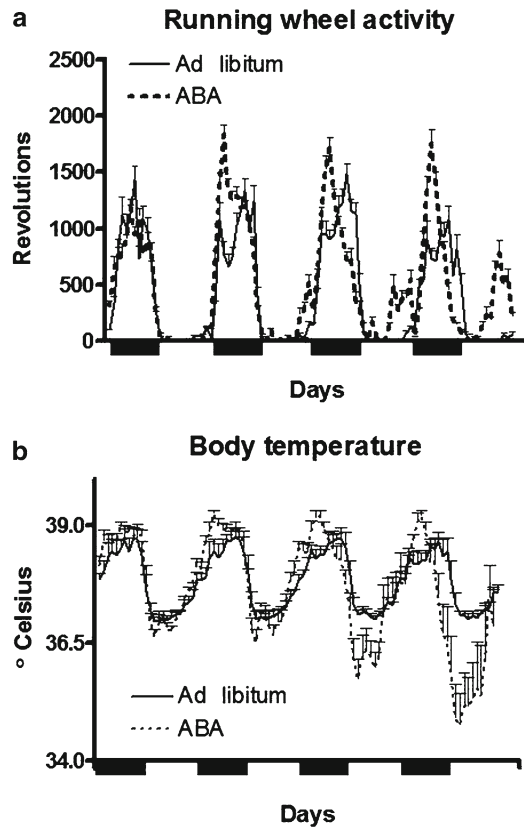 a
Running wheel activity
Ad libitum
ABA
2500
2000
1500
1000
500
0
Revolutions
Days
b
Body temperature
39.0
36.5
34.0
° Celsius
Ad libitum
ABA
Days